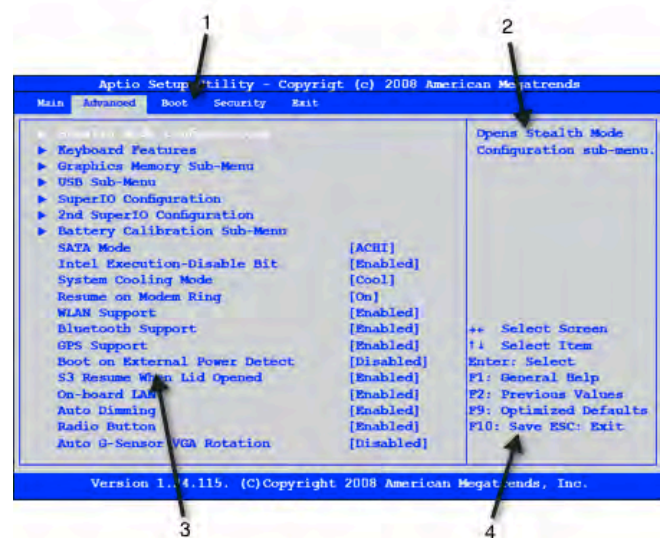 1 2
Aptio Setup Utility - Copyrigt (c) 2008 American Megatrends
Main Advanced Boot Security Exit
Stealth Mode Configuration
Opens Stealth Mode
Configuration sub-menu.
Keyboard Features
Graphics Memory Sub-Menu
USB Sub-Menu
SuperIO Configuration
2nd SuperIO Configuration
Battery Calibration Sub-Menu
SATA Mode [ACHI]
Intel Execution-Disable Bit [Enabled]
System Cooling Mode [Cool]
Resume on Modem Ring [On]
WLAN Support [Enabled]
Bluetooth Support [Enabled]
GPS Support [Enabled]
Boot on External Power Detect [Disabled]
S3 Resume When Lid Opened [Enabled]
On-board LAN [Enabled]
Auto Dimming [Enabled]
Radio Button [Enabled]
Auto G-Sensor VGA Rotation [Disabled]
Select Screen
Select Item
Enter: Select
F1: General Help
F2: Previous Values
F9: Optimized Defaults
F10: Save ESC: Exit
Version (C)Copyright 2008 American Megatrends, Inc.
3 4